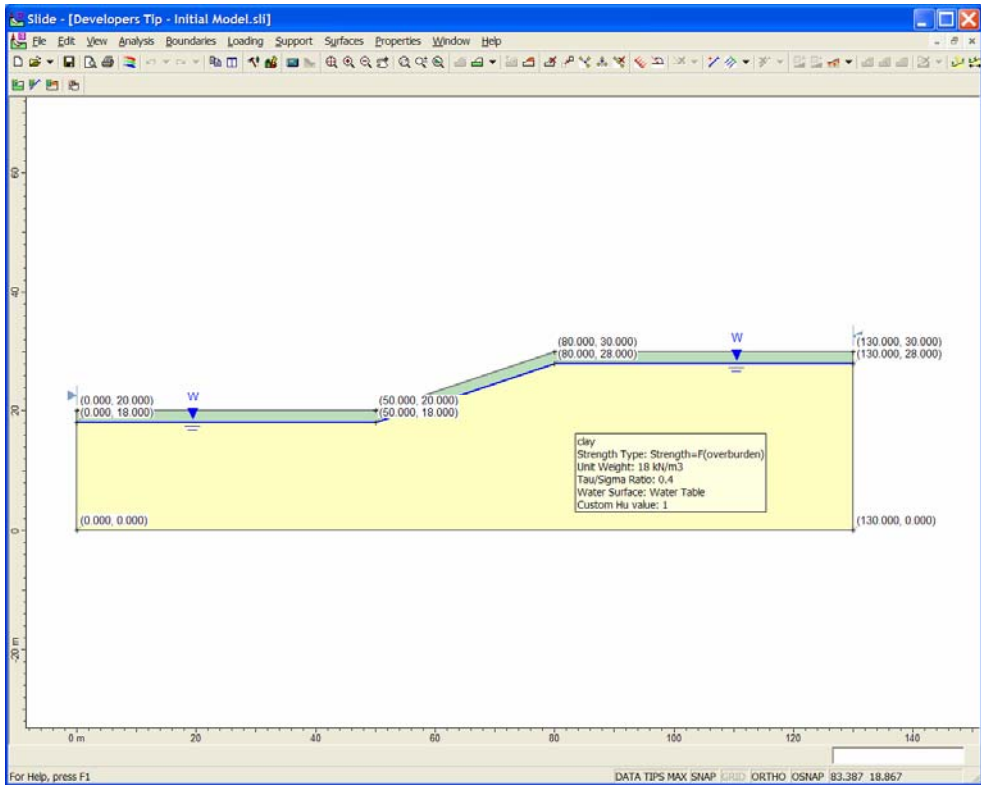 Slide - [Developers Tip - Initial Model.sli]
File Edit View Analysis Boundaries Loading Support Surfaces Properties Window Help
60
40
20
0
-20 m
(80.000, 30.000)
(80.000, 28.000)
W
(130.000, 30.000)
(130.000, 28.000)
(0.000, 20.000)
(0.000, 18.000)
W
(50.000, 20.000)
(50.000, 18.000)
clay
Strength Type: Strength=F(overburden)
Unit Weight: 18 kN/m3
Tau/Sigma Ratio: 0.4
Water Surface: Water Table
Custom Hu value: 1
(0.000, 0.000)
(130.000, 0.000)
0 m 20 40 60 80 100 120 140
For Help, press F1
DATA TIPS MAX SNAP GRID ORTHO OSNAP 83.387 18.867